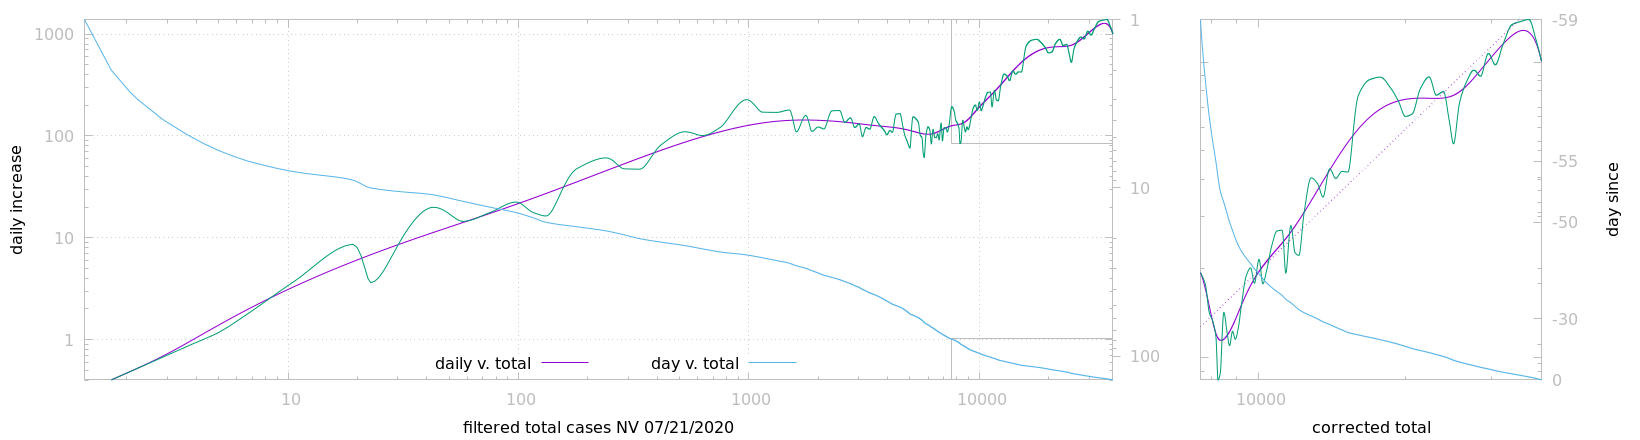 1000
100
10
1
daily increase
10
100
1000
10000
filtered total cases NV 07/21/2020
daily v. total
day v. total
1
10
100
10000
corrected total
-59
-55
-50
-30
0
day since